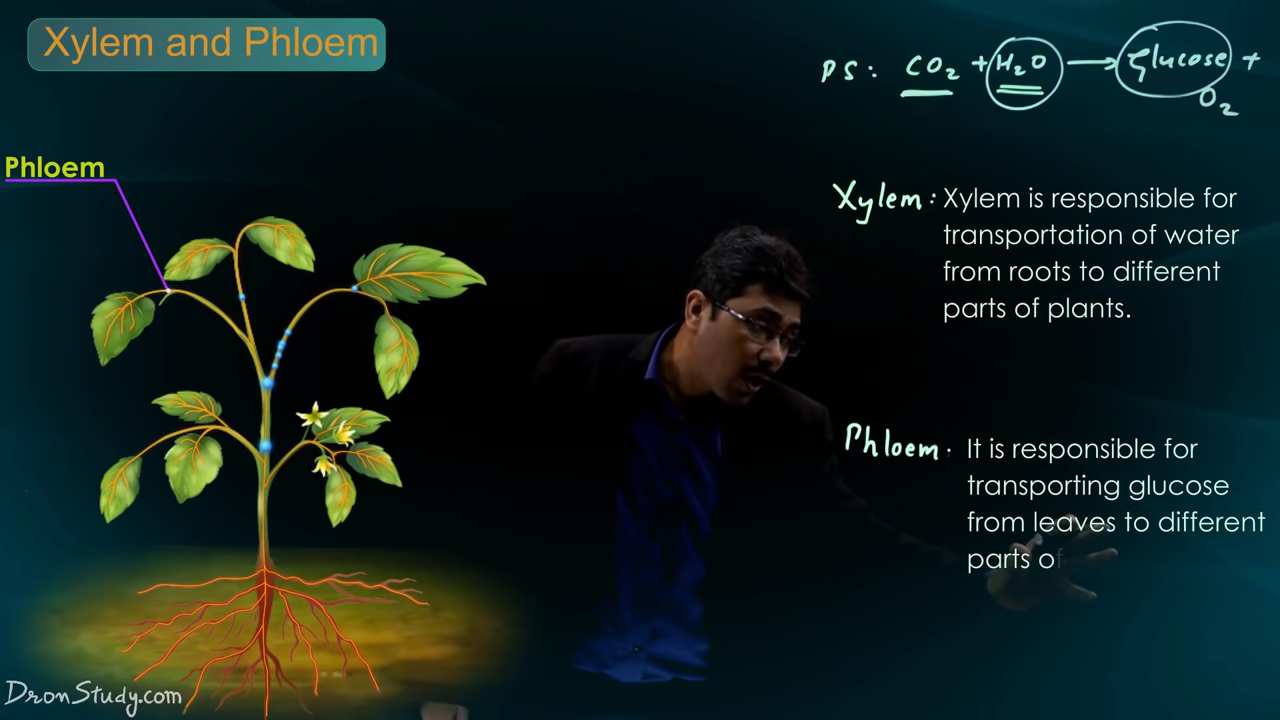 Xylem and Phloem
PS: CO2 + H2O → Glucose +
O2
Phloem
Xylem: Xylem is responsible for
transportation of water
from roots to different
parts of plants.
Phloem. It is responsible for
transporting glucose
from leaves to different
parts of
DronStudy.com